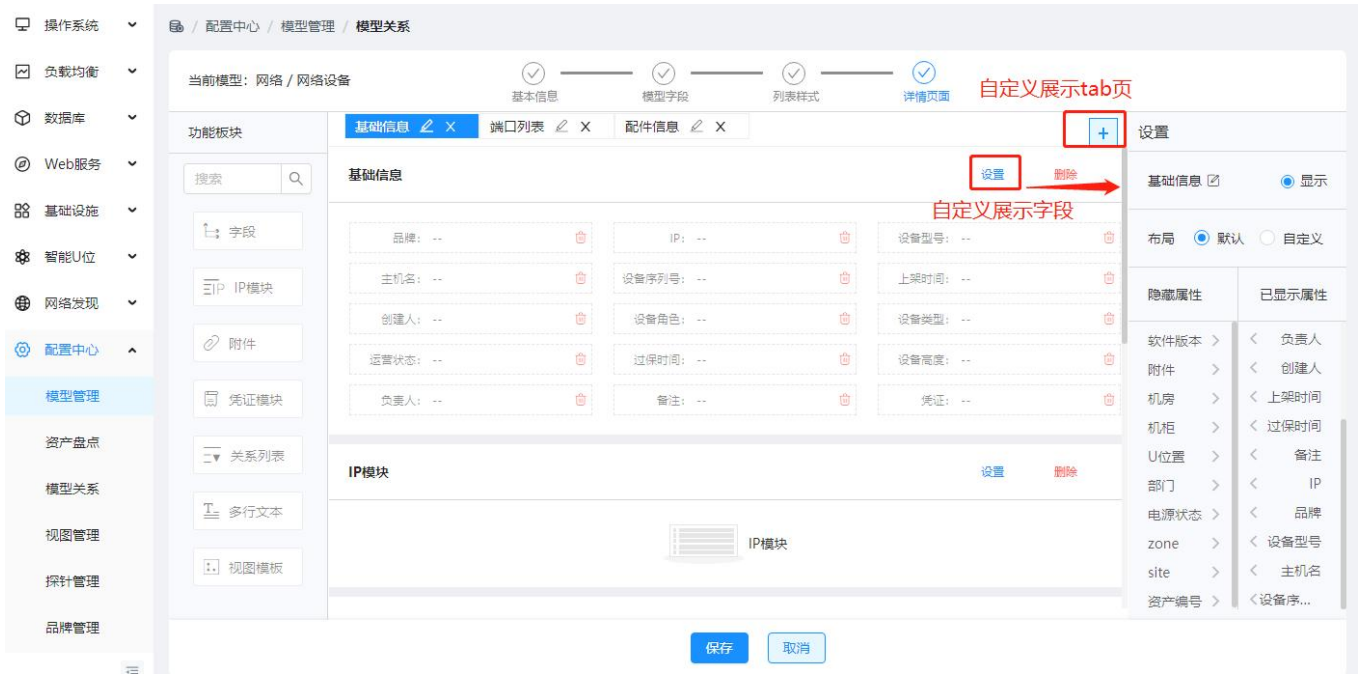 操作系统
负载均衡
数据库
Web服务
基础设施
智能U位
网络发现
配置中心
模型管理
资产盘点
模型关系
视图管理
探针管理
品牌管理
/ 配置中心 / 模型管理 / 模型关系
当前模型：网络 / 网络设备
基本信息
模型字段
列表样式
详情页面
自定义展示tab页
功能板块
搜索
字段
IP模块
附件
凭证模块
关系列表
多行文本
视图模板
基础信息 X
端口列表 X
配件信息 X
+
基础信息 设置 删除
自定义展示字段
品牌： -- IP： -- 设备型号： --
主机名： -- 设备序列号： -- 上架时间： --
创建人： -- 设备角色： -- 设备类型： --
运营状态： -- 过保时间： -- 设备高度： --
负责人： -- 备注： -- 凭证： --
IP模块 设置 删除
IP模块
设置
基础信息 显示
布局 默认 自定义
隐藏属性 已显示属性
软件版本 > < 负责人
附件 > < 创建人
机房 > < 上架时间
机柜 > < 过保时间
U位置 > < 备注
部门 > < IP
电源状态 > < 品牌
zone > < 设备型号
site > < 主机名
资产编号 > <设备序...
保存 取消